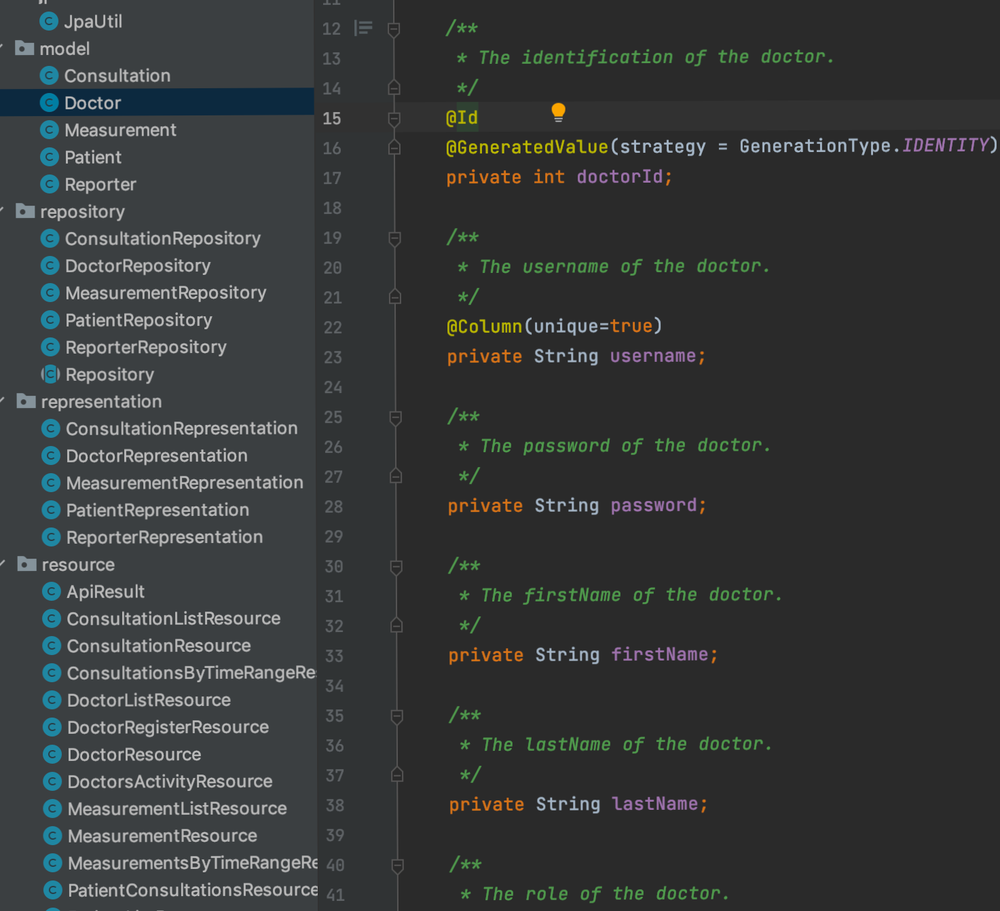 JpaUtil
model
Consultation
Doctor
Measurement
Patient
Reporter
repository
ConsultationRepository
DoctorRepository
MeasurementRepository
PatientRepository
ReporterRepository
Repository
representation
ConsultationRepresentation
DoctorRepresentation
MeasurementRepresentation
PatientRepresentation
ReporterRepresentation
resource
ApiResult
ConsultationListResource
ConsultationResource
ConsultationsByTimeRangeRe
DoctorListResource
DoctorRegisterResource
DoctorResource
DoctorsActivityResource
MeasurementListResource
MeasurementResource
MeasurementsByTimeRangeRe
PatientConsultationsResource
11
12 /**
13 * The identification of the doctor.
14 */
15 @Id
16 @GeneratedValue(strategy = GenerationType.IDENTITY)
17 private int doctorId;
18
19 /**
20 * The username of the doctor.
21 */
22 @Column(unique=true)
23 private String username;
24
25 /**
26 * The password of the doctor.
27 */
28 private String password;
29
30 /**
31 * The firstName of the doctor.
32 */
33 private String firstName;
34
35 /**
36 * The lastName of the doctor.
37 */
38 private String lastName;
39
40 /**
41 * The role of the doctor.